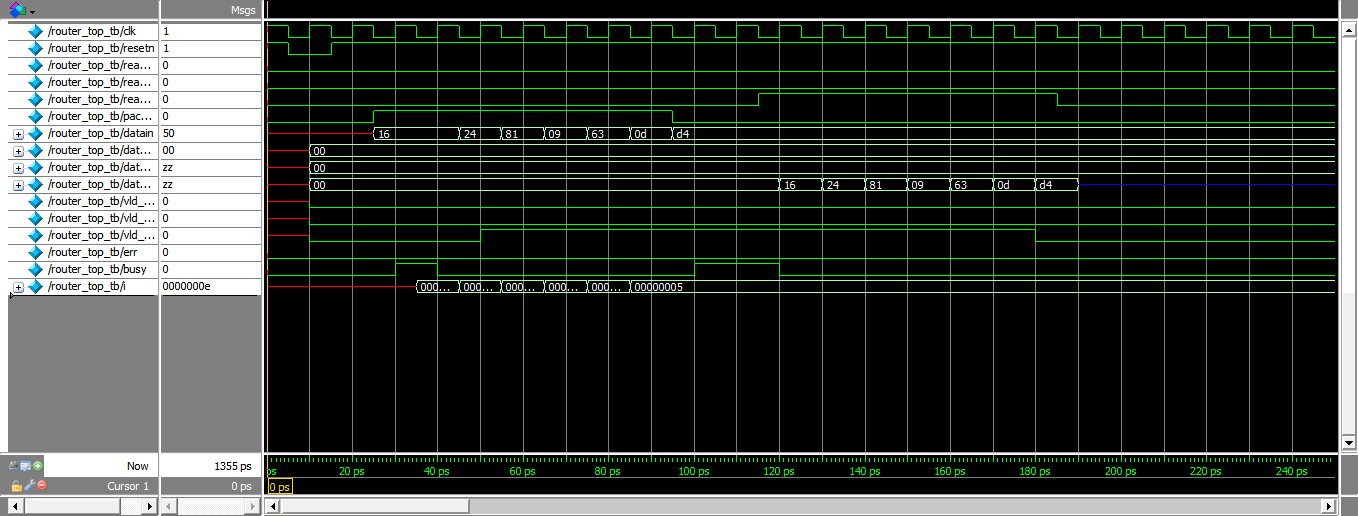 Msgs
/router_top_tb/clk 1
/router_top_tb/resetn 1
/router_top_tb/rea... 0
/router_top_tb/rea... 0
/router_top_tb/rea... 0
/router_top_tb/pac... 0
/router_top_tb/datain 50 16 24 81 09 63 0d d4
/router_top_tb/dat... 00 00
/router_top_tb/dat... zz 00
/router_top_tb/dat... zz 00 16 24 81 09 63 0d d4
/router_top_tb/vld_... 0
/router_top_tb/vld_... 0
/router_top_tb/vld_... 0
/router_top_tb/err 0
/router_top_tb/busy 0
/router_top_tb/i 0000000e 000... 000... 000... 000... 000... 00000005
Now 1355 ps ps 20 ps 40 ps 60 ps 80 ps 100 ps 120 ps 140 ps 160 ps 180 ps 200 ps 220 ps 240 ps
Cursor 1 0 ps 0 ps